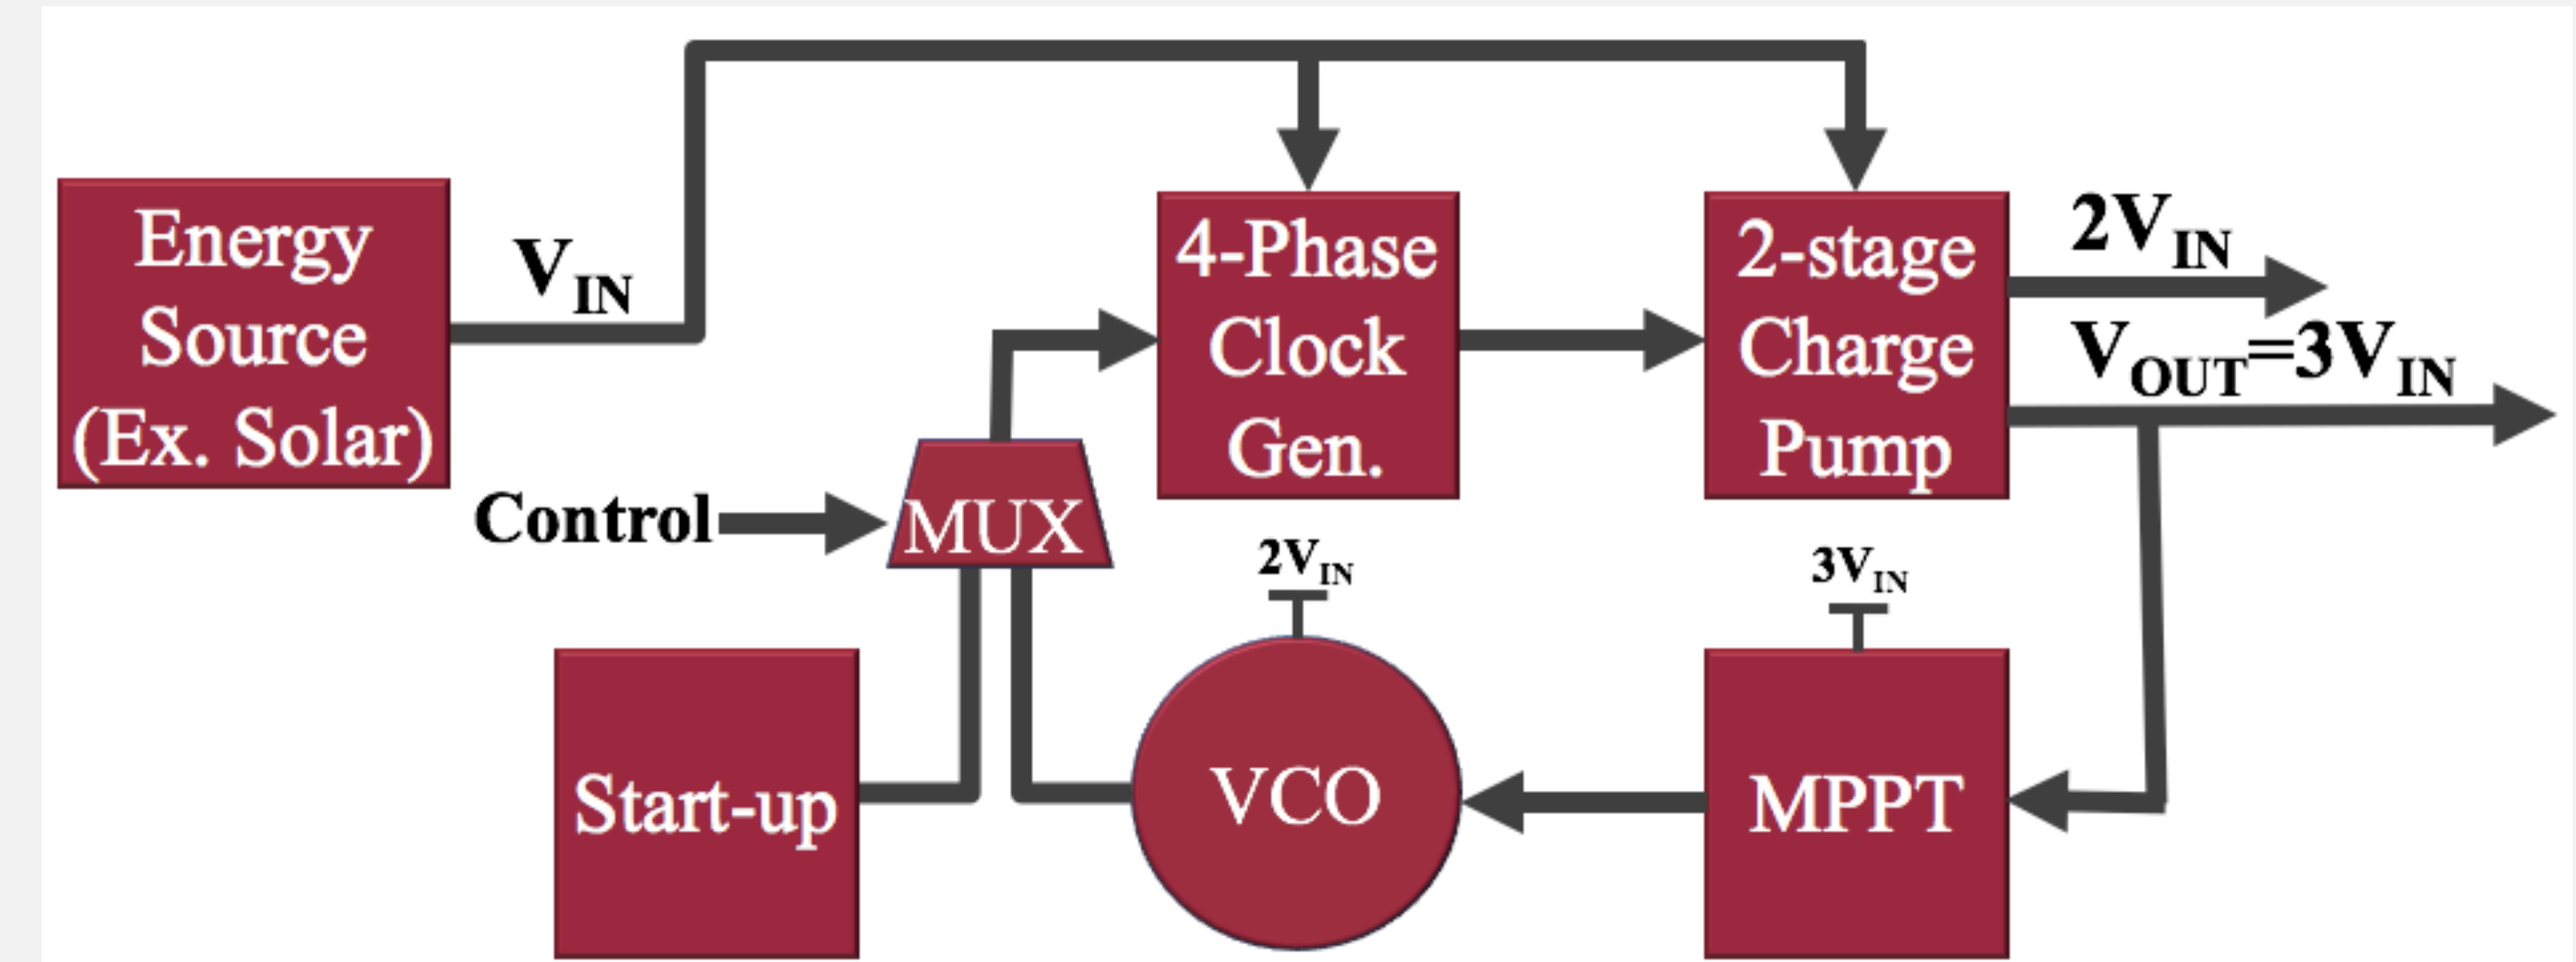 Energy
Source
(Ex. Solar)
VIN
4-Phase
Clock
Gen.
2-stage
Charge
Pump
2VIN
VOUT=3VIN
Control
MUX
2VIN
3VIN
Start-up
VCO
MPPT